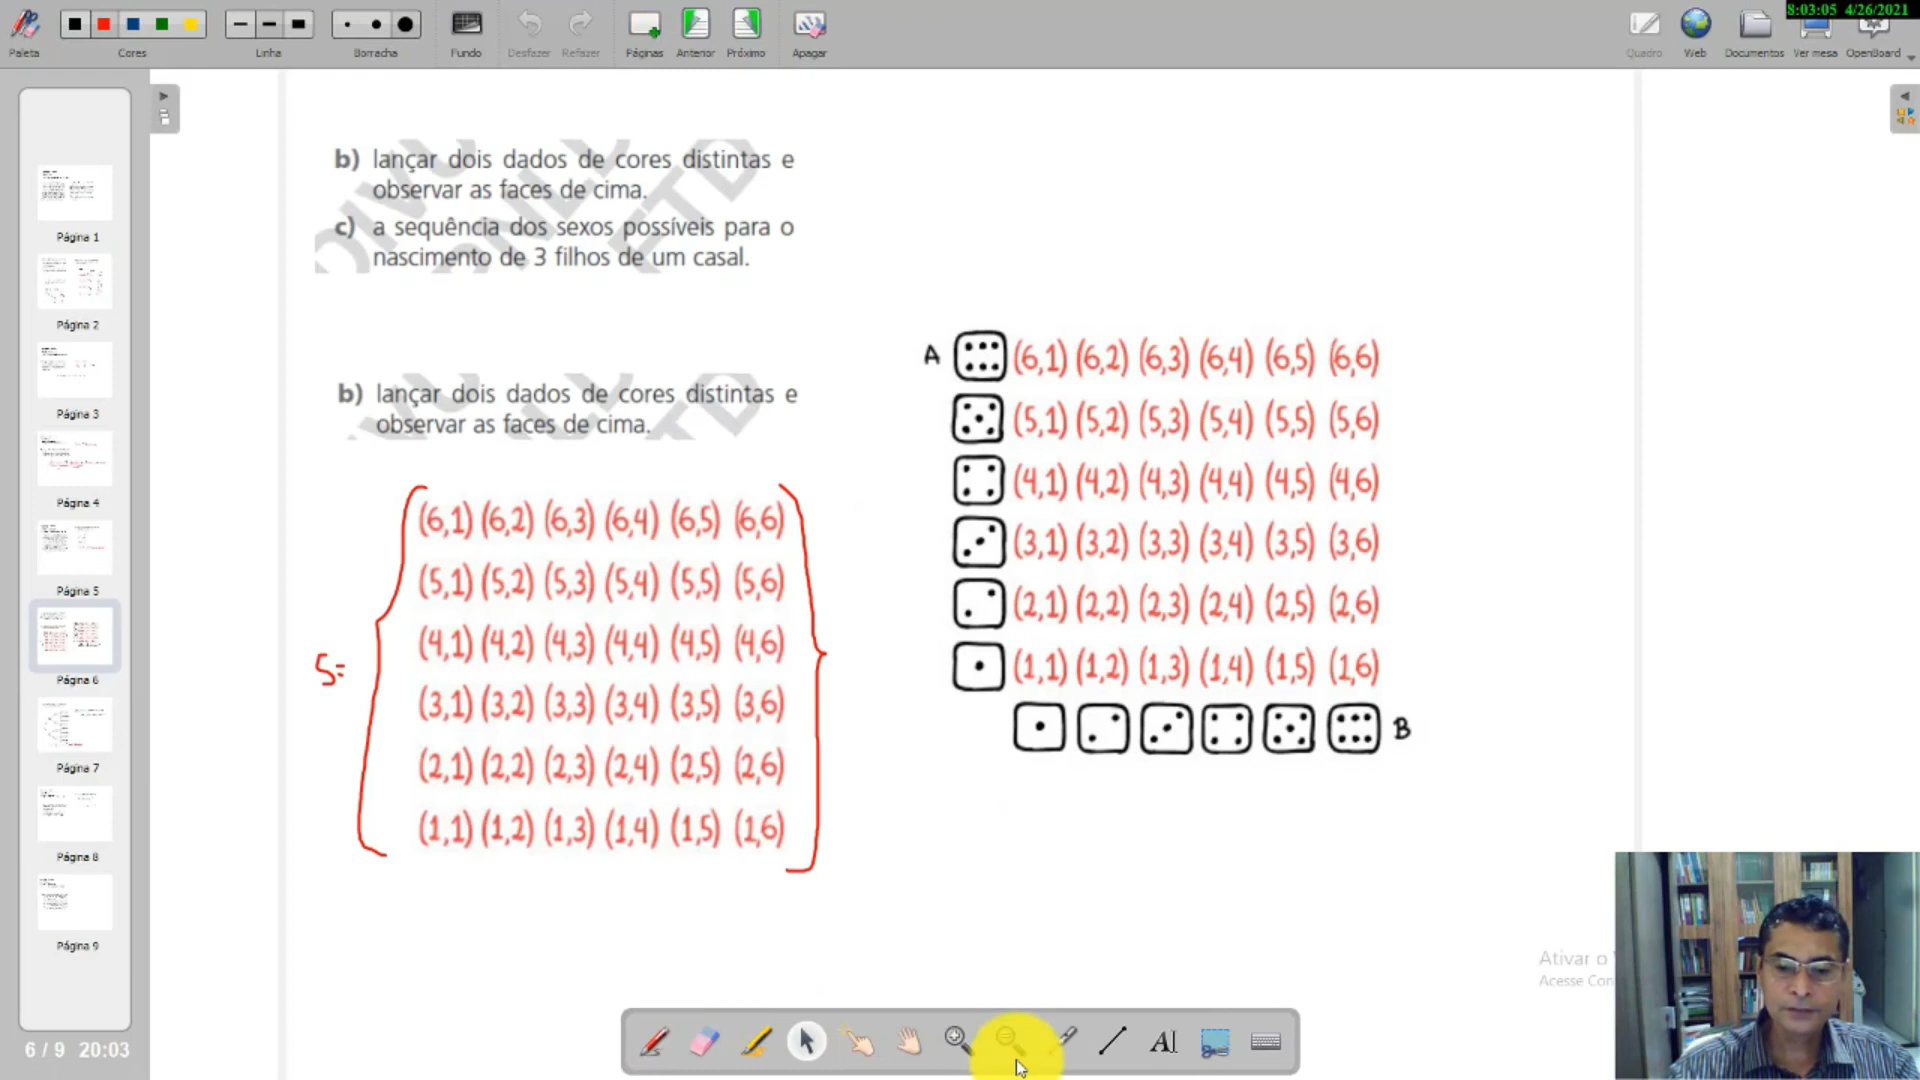 8:03:05 4/26/2021
Paleta
Cores
Linha
Borracha
Fundo
Desfazer
Refazer
Páginas
Anterior
Próximo
Apagar
Quadro
Web
Documentos
Ver mesa
OpenBoard
Página 1
Página 2
Página 3
Página 4
Página 5
Página 6
Página 7
Página 8
Página 9
6 / 9 20:03
b) lançar dois dados de cores distintas e
observar as faces de cima.
c) a sequência dos sexos possíveis para o
nascimento de 3 filhos de um casal.
b) lançar dois dados de cores distintas e
observar as faces de cima.
S=
(6,1) (6,2) (6,3) (6,4) (6,5) (6,6)
(5,1) (5,2) (5,3) (5,4) (5,5) (5,6)
(4,1) (4,2) (4,3) (4,4) (4,5) (4,6)
(3,1) (3,2) (3,3) (3,4) (3,5) (3,6)
(2,1) (2,2) (2,3) (2,4) (2,5) (2,6)
(1,1) (1,2) (1,3) (1,4) (1,5) (1,6)
A (6,1) (6,2) (6,3) (6,4) (6,5) (6,6)
(5,1) (5,2) (5,3) (5,4) (5,5) (5,6)
(4,1) (4,2) (4,3) (4,4) (4,5) (4,6)
(3,1) (3,2) (3,3) (3,4) (3,5) (3,6)
(2,1) (2,2) (2,3) (2,4) (2,5) (2,6)
(1,1) (1,2) (1,3) (1,4) (1,5) (1,6)
B
Ativar o
Acesse Con
AI